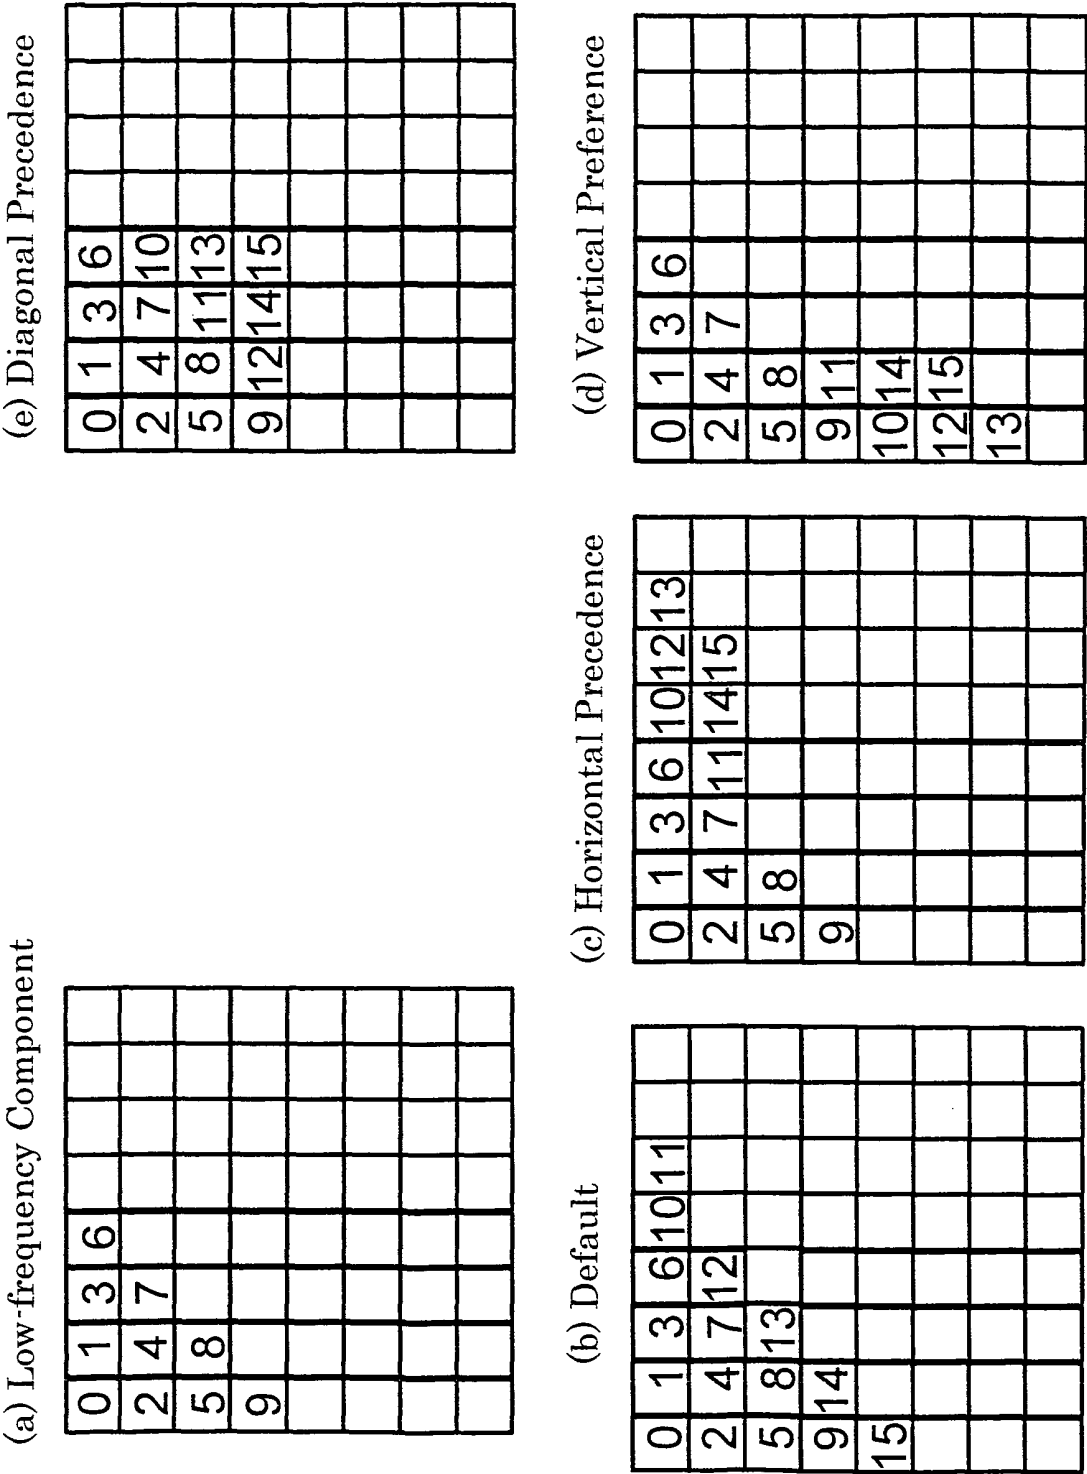 (a) Low-frequency Component
0 1 3 6
2 4 7
5 8
9
(e) Diagonal Precedence
0 1 3 6
2 4 7 10
5 8 11 13
9 12 14 15
(b) Default
0 1 3 6 10 11
2 4 7 12
5 8 13
9 14
15
(c) Horizontal Precedence
0 1 3 6 10 12 13
2 4 7 11 14 15
5 8
9
(d) Vertical Preference
0 1 3 6
2 4 7
5 8
9 11
10 14
12 15
13